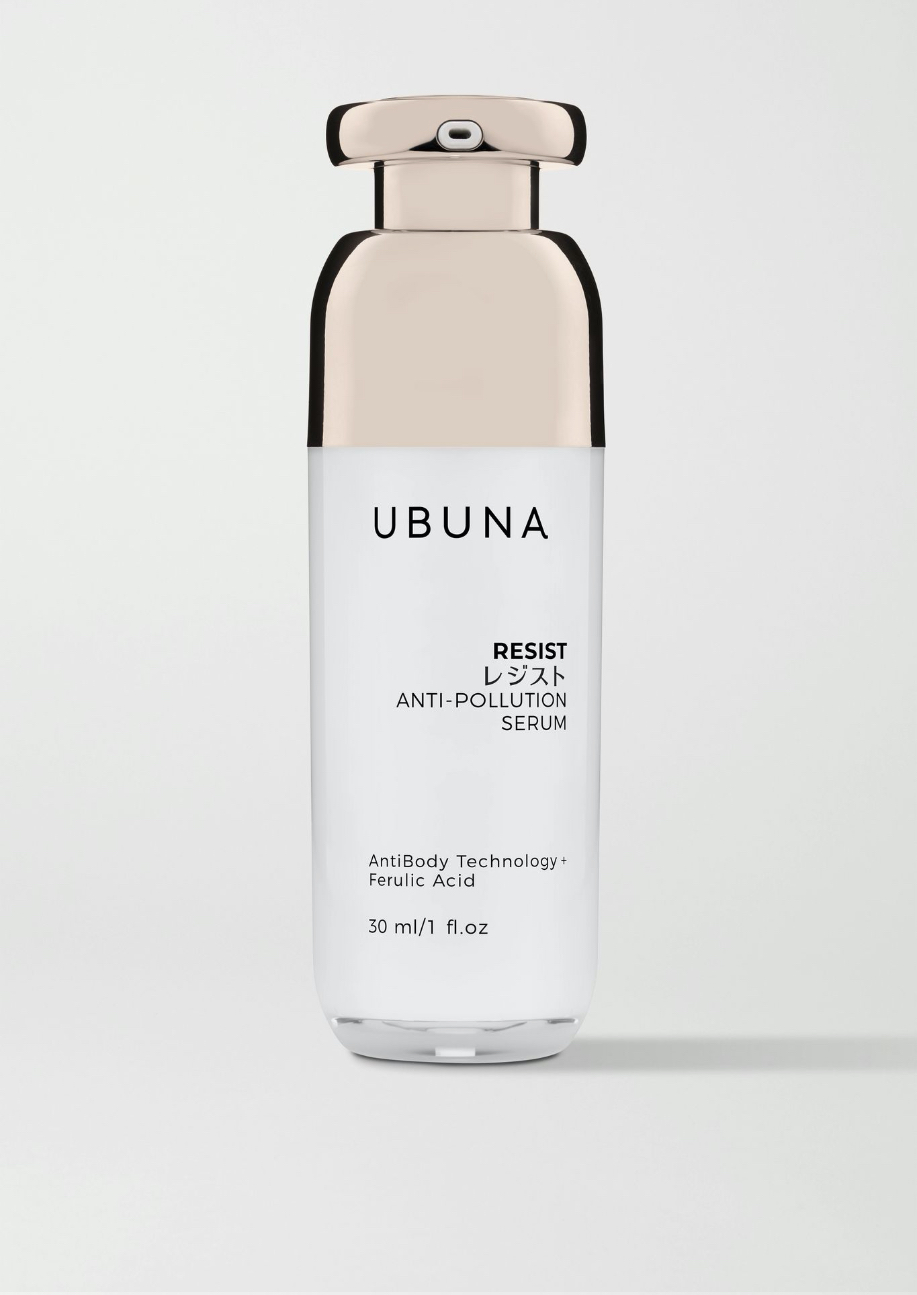 UBUNA
RESIST
レジスト
ANTI-POLLUTION
SERUM
AntiBody Technology+
Ferulic Acid
30 ml/1 fl.oz